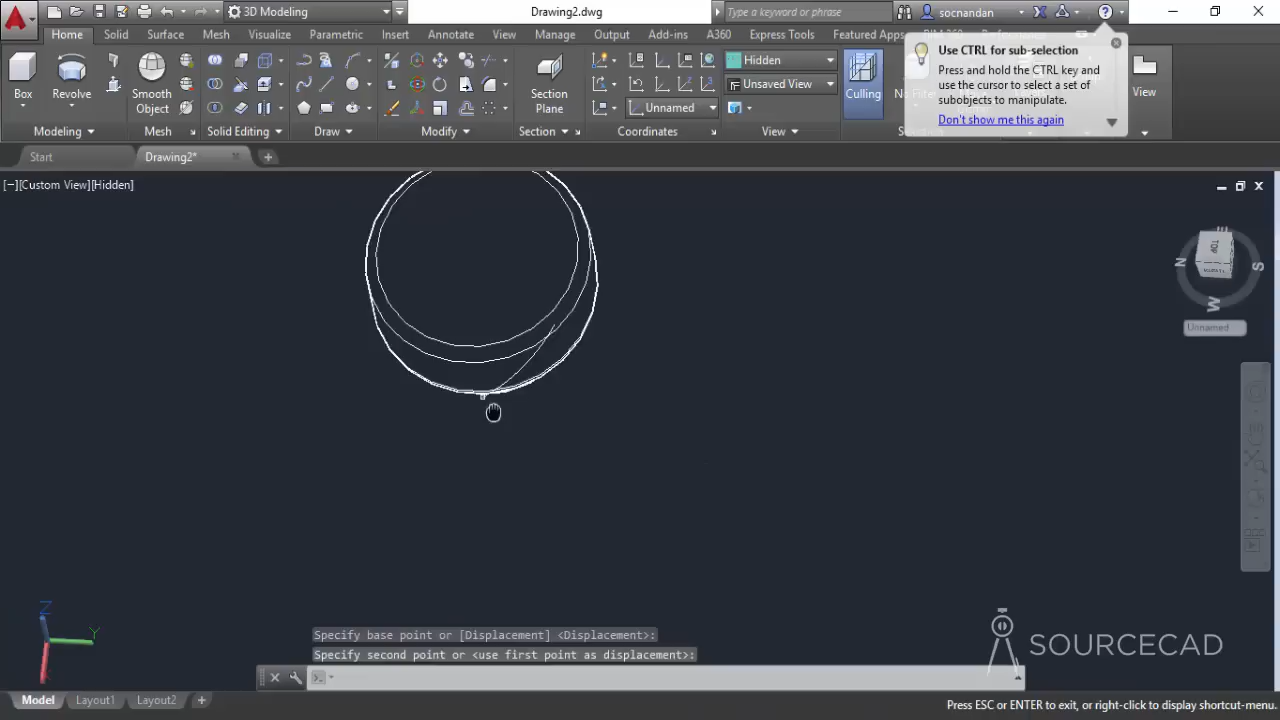 3D Modeling
Drawing2.dwg
Type a keyword or phrase
socnandan
Home Solid Surface Mesh Visualize Parametric Insert Annotate View Manage Output Add-ins A360 Express Tools Featured Apps
Use CTRL for sub-selection
Press and hold the CTRL key and
use the cursor to select a set of
subobjects to manipulate.
Don't show me this again
Box
Revolve
Smooth
Object
Section
Plane
Hidden
Unsaved View
Unnamed
Culling
View
Modeling
Mesh
Solid Editing
Draw
Modify
Section
Coordinates
View
Start
Drawing2*
[−][Custom View][Hidden]
E
TOP
N
S
W
Unnamed
Specify base point or [Displacement] <Displacement>:
Specify second point or <use first point as displacement>:
Z
Y
SOURCECAD
Model Layout1 Layout2
Press ESC or ENTER to exit, or right-click to display shortcut-menu.